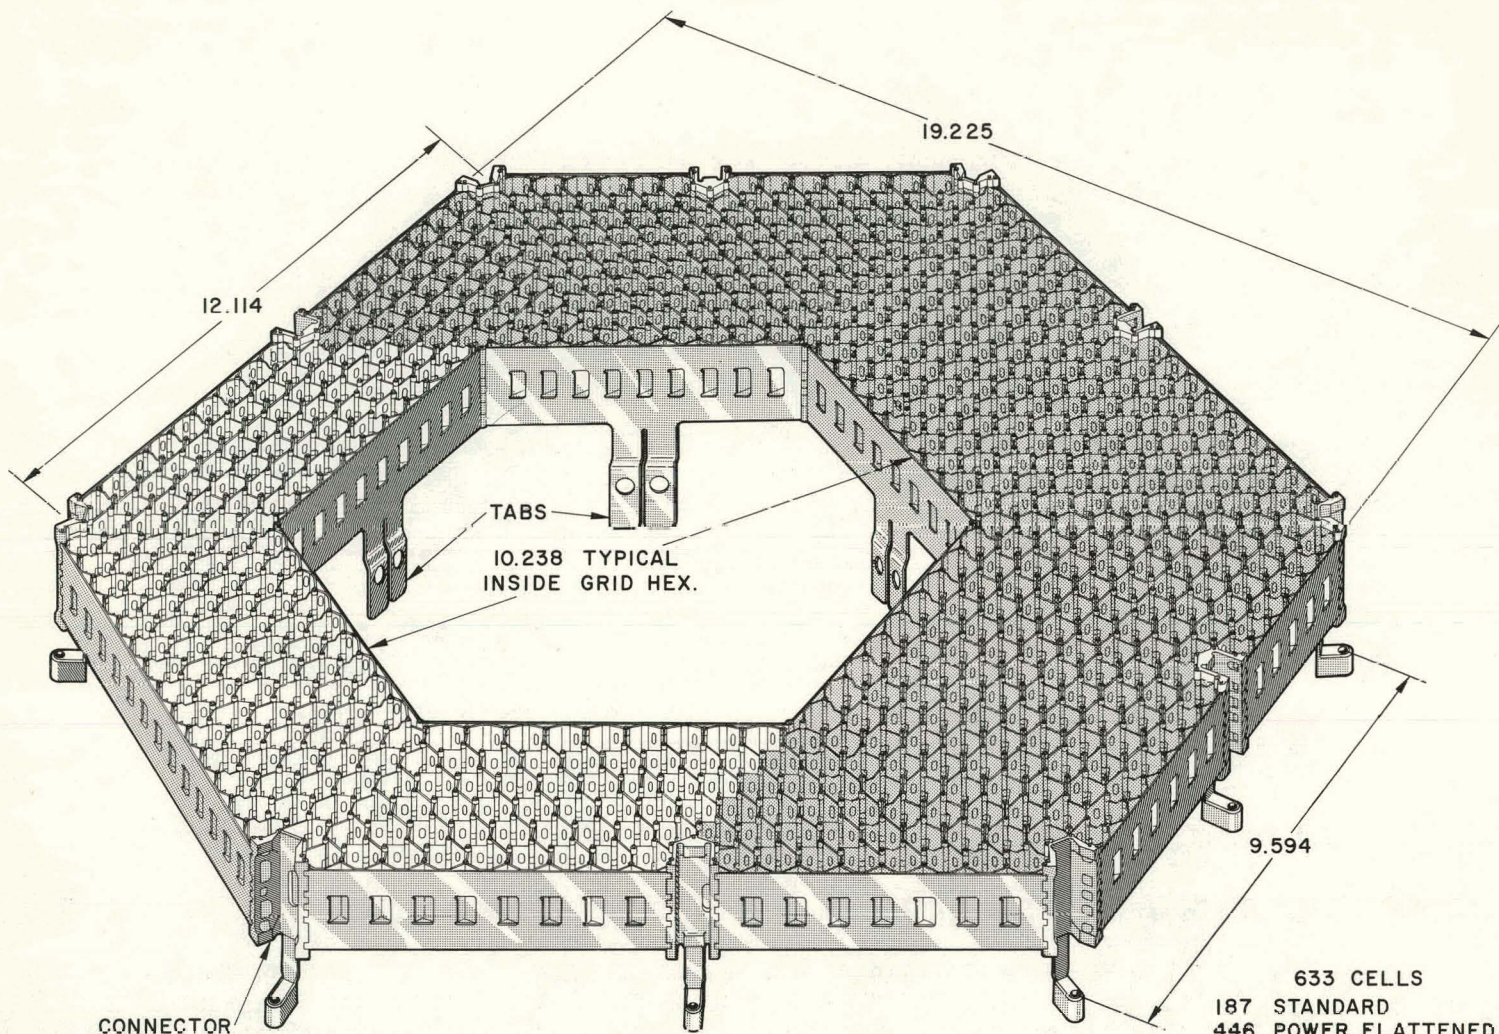 19.225
12.114
TABS
10.238 TYPICAL
INSIDE GRID HEX.
9.594
633 CELLS
187 STANDARD
446 POWER FLATTENED
CONNECTOR